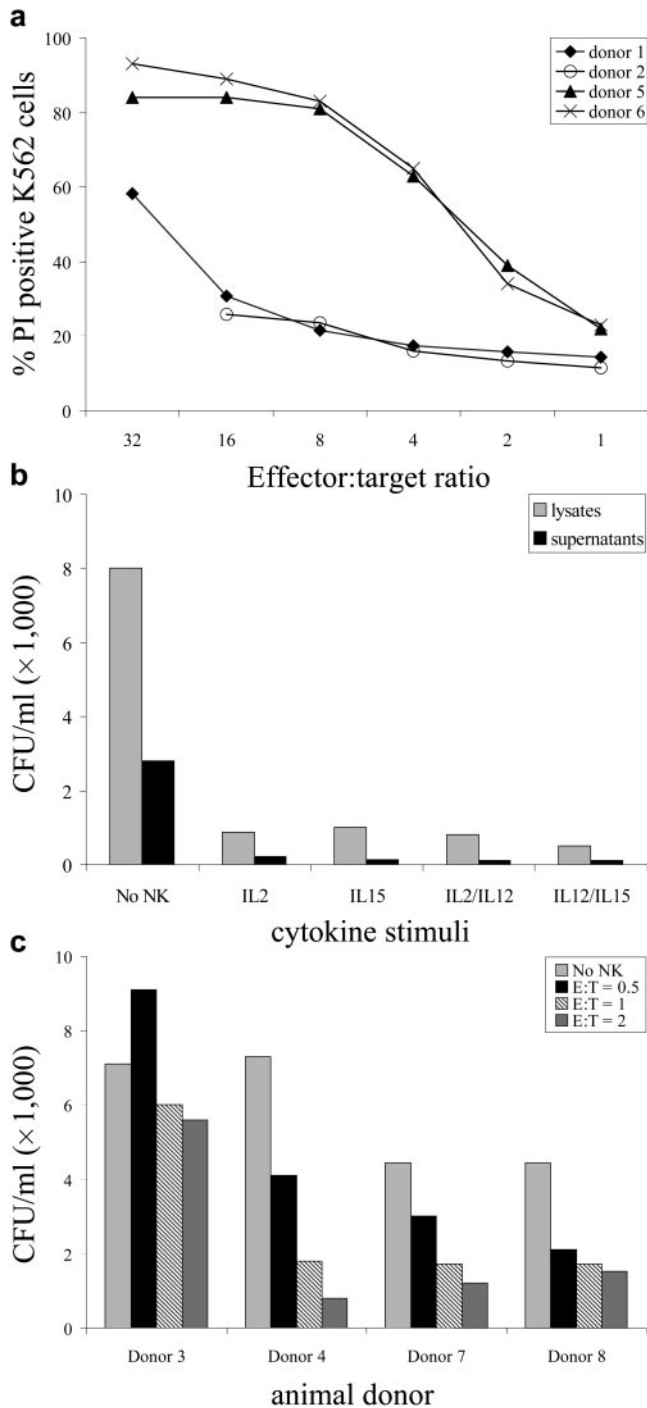 a
100
80
60
40
20
0
% PI positive K562 cells
donor 1
donor 2
donor 5
donor 6
32 16 8 4 2 1
Effector:target ratio
b
10
8
6
4
2
0
CFU/ml (× 1,000)
lysates
supernatants
No NK IL2 IL15 IL2/IL12 IL12/IL15
cytokine stimuli
c
10
8
6
4
2
0
CFU/ml (× 1,000)
No NK
E:T = 0.5
E:T = 1
E:T = 2
Donor 3 Donor 4 Donor 7 Donor 8
animal donor